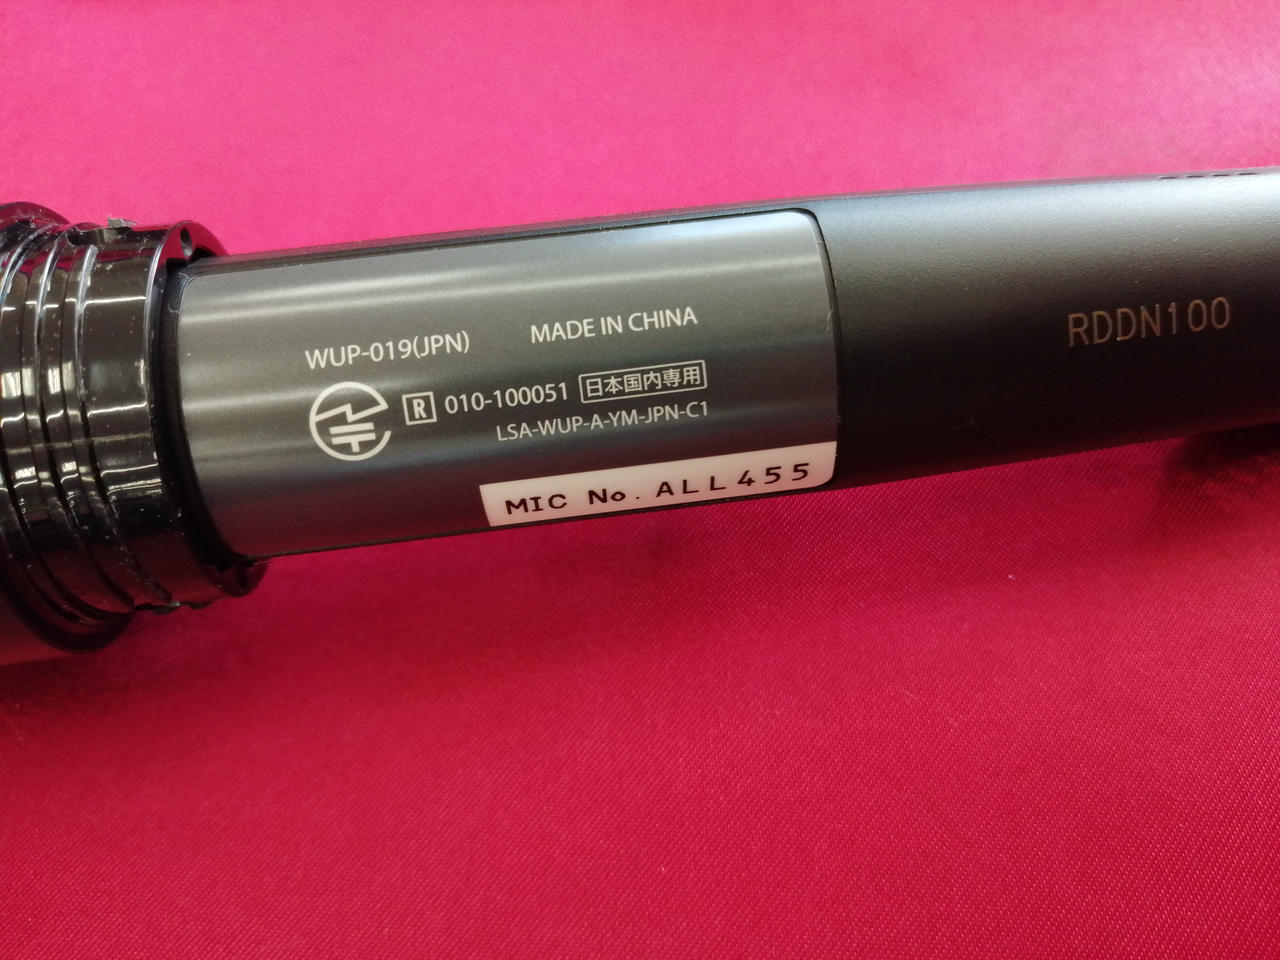 WUP-019(JPN)
MADE IN CHINA
R 010-100051 日本国内専用
LSA-WUP-A-YM-JPN-C1
MIC No. ALL455
RDDN100